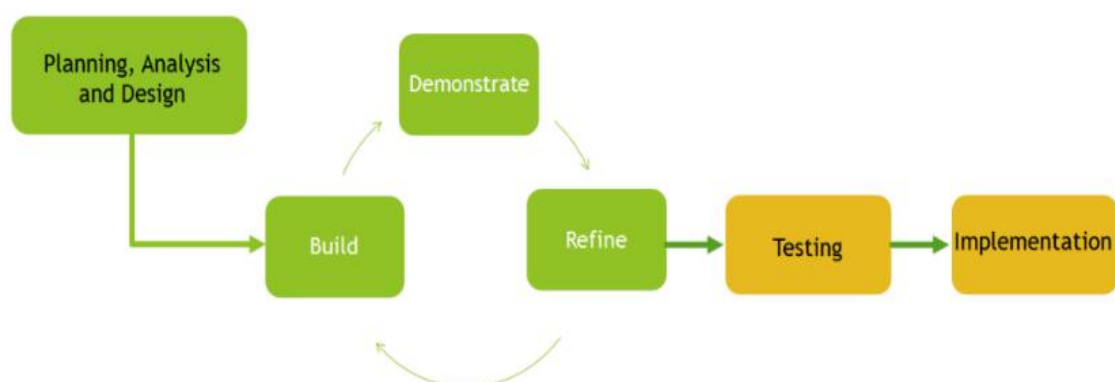 Planning, Analysis
and Design
Demonstrate
Build
Refine
Testing
Implementation